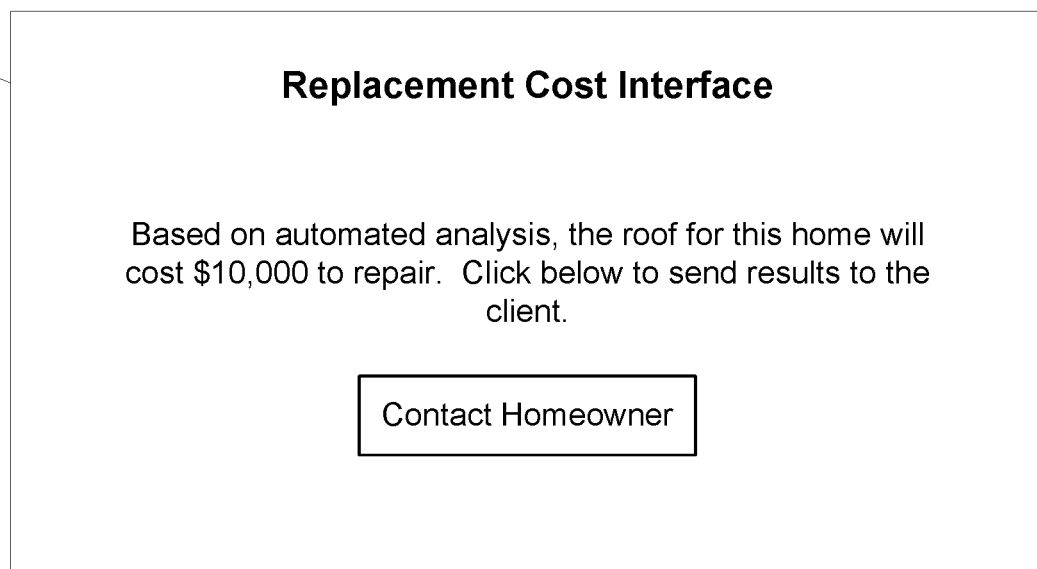 Replacement Cost Interface
Based on automated analysis, the roof for this home will
cost $10,000 to repair.  Click below to send results to the
client.
Contact Homeowner